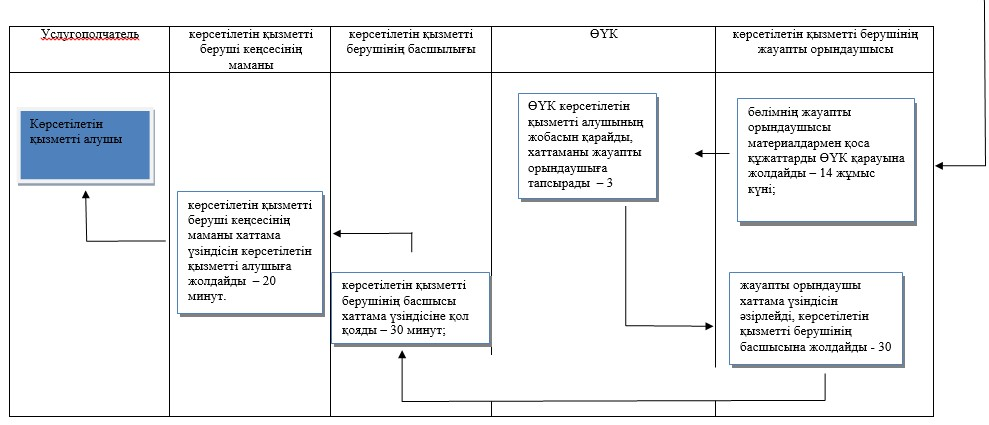 Услугополчатель
көрсетілетін қызметті
беруші кеңсесінің
маманы
көрсетілетін қызметті
берушінің басшылығы
ӨҮК
көрсетілетін қызметті берушінің
жауапты орындаушысы
Көрсетілетін
қызметті алушы
көрсетілетін қызметті
беруші кеңсесінің
маманы хаттама
үзіндісін көрсетілетін
қызметті алушыға
жолдайды – 20
минут.
көрсетілетін қызметті
берушінің басшысы
хаттама үзіндісіне қол
қояды – 30 минут;
ӨҮК көрсетілетін
қызметті алушының
жобасын қарайды,
хаттаманы жауапты
орындаушыға
тапсырады – 3
бөлімнің жауапты
орындаушысы
материалдармен қоса
құжаттарды ӨҮК қарауына
жолдайды – 14 жұмыс
күні;
жауапты орындаушы
хаттама үзіндісін
әзірлейді, көрсетілетін
қызметті берушінің
басшысына жолдайды - 30